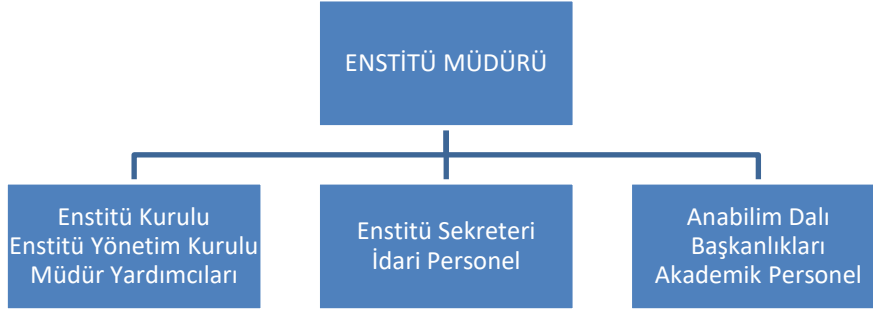 ENSTİTÜ MÜDÜRÜ
Enstitü Kurulu
Enstitü Yönetim Kurulu
Müdür Yardımcıları
Enstitü Sekreteri
İdari Personel
Anabilim Dalı
Başkanlıkları
Akademik Personel